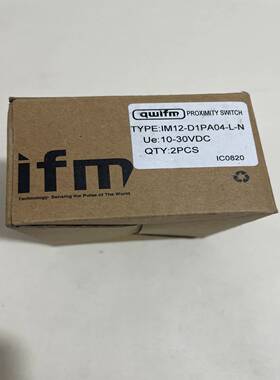 qwifm PROXIMITY SWITCH
TYPE:IM12-D1PA04-L-N
Ue:10-30VDC
QTY:2PCS
IC0820
ifm
Technology- Sensing the Pulse of The World